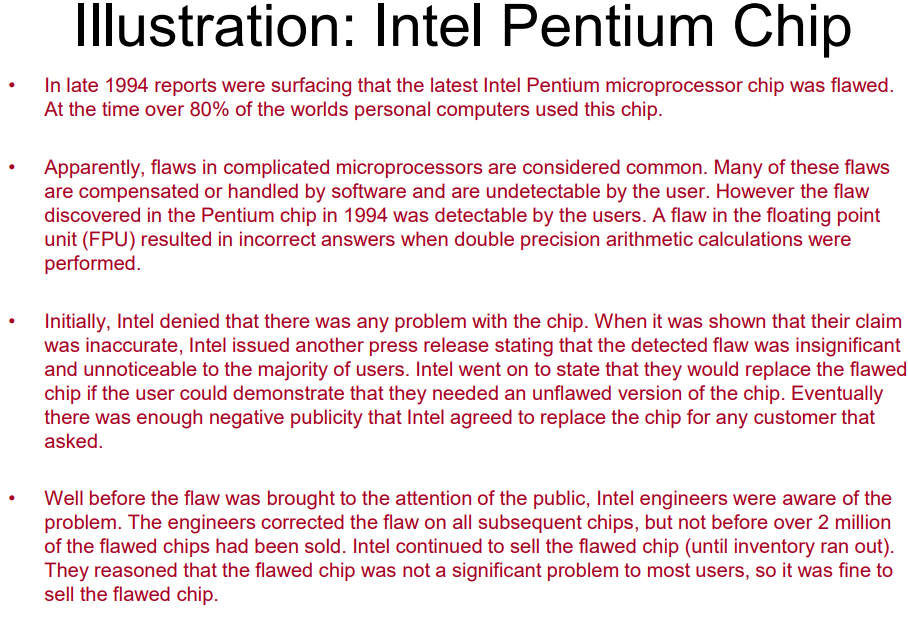 Illustration: Intel Pentium Chip
• In late 1994 reports were surfacing that the latest Intel Pentium microprocessor chip was flawed.
At the time over 80% of the worlds personal computers used this chip.
• Apparently, flaws in complicated microprocessors are considered common. Many of these flaws
are compensated or handled by software and are undetectable by the user. However the flaw
discovered in the Pentium chip in 1994 was detectable by the users. A flaw in the floating point
unit (FPU) resulted in incorrect answers when double precision arithmetic calculations were
performed.
• Initially, Intel denied that there was any problem with the chip. When it was shown that their claim
was inaccurate, Intel issued another press release stating that the detected flaw was insignificant
and unnoticeable to the majority of users. Intel went on to state that they would replace the flawed
chip if the user could demonstrate that they needed an unflawed version of the chip. Eventually
there was enough negative publicity that Intel agreed to replace the chip for any customer that
asked.
• Well before the flaw was brought to the attention of the public, Intel engineers were aware of the
problem. The engineers corrected the flaw on all subsequent chips, but not before over 2 million
of the flawed chips had been sold. Intel continued to sell the flawed chip (until inventory ran out).
They reasoned that the flawed chip was not a significant problem to most users, so it was fine to
sell the flawed chip.